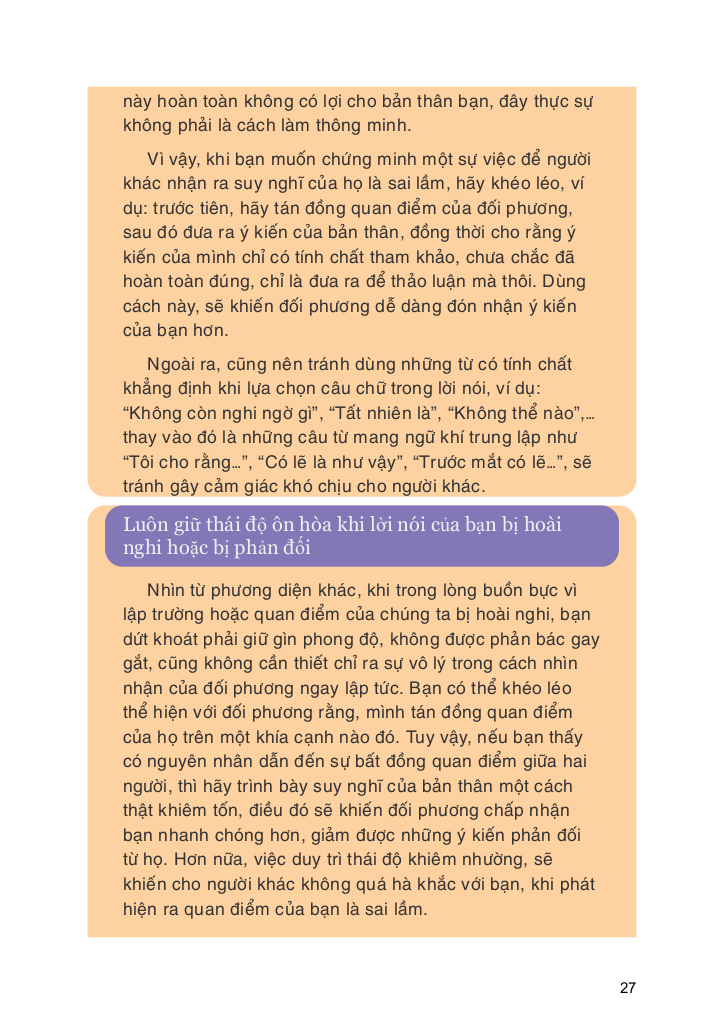 này hoàn toàn không có lợi cho bản thân bạn, đây thực sự
không phải là cách làm thông minh.
Vì vậy, khi bạn muốn chứng minh một sự việc để người
khác nhận ra suy nghĩ của họ là sai lầm, hãy khéo léo, ví
dụ: trước tiên, hãy tán đồng quan điểm của đối phương,
sau đó đưa ra ý kiến của bản thân, đồng thời cho rằng ý
kiến của mình chỉ có tính chất tham khảo, chưa chắc đã
hoàn toàn đúng, chỉ là đưa ra để thảo luận mà thôi. Dùng
cách này, sẽ khiến đối phương dễ dàng đón nhận ý kiến
của bạn hơn.
Ngoài ra, cũng nên tránh dùng những từ có tính chất
khẳng định khi lựa chọn câu chữ trong lời nói, ví dụ:
“Không còn nghi ngờ gì”, “Tất nhiên là”, “Không thể nào”,…
thay vào đó là những câu từ mang ngữ khí trung lập như
“Tôi cho rằng…”, “Có lẽ là như vậy”, “Trước mắt có lẽ…”, sẽ
tránh gây cảm giác khó chịu cho người khác.
Luôn giữ thái độ ôn hòa khi lời nói của bạn bị hoài
nghi hoặc bị phản đối
Nhìn từ phương diện khác, khi trong lòng buồn bực vì
lập trường hoặc quan điểm của chúng ta bị hoài nghi, bạn
dứt khoát phải giữ gìn phong độ, không được phản bác gay
gắt, cũng không cần thiết chỉ ra sự vô lý trong cách nhìn
nhận của đối phương ngay lập tức. Bạn có thể khéo léo
thể hiện với đối phương rằng, mình tán đồng quan điểm
của họ trên một khía cạnh nào đó. Tuy vậy, nếu bạn thấy
có nguyên nhân dẫn đến sự bất đồng quan điểm giữa hai
người, thì hãy trình bày suy nghĩ của bản thân một cách
thật khiêm tốn, điều đó sẽ khiến đối phương chấp nhận
bạn nhanh chóng hơn, giảm được những ý kiến phản đối
từ họ. Hơn nữa, việc duy trì thái độ khiêm nhường, sẽ
khiến cho người khác không quá hà khắc với bạn, khi phát
hiện ra quan điểm của bạn là sai lầm.
27